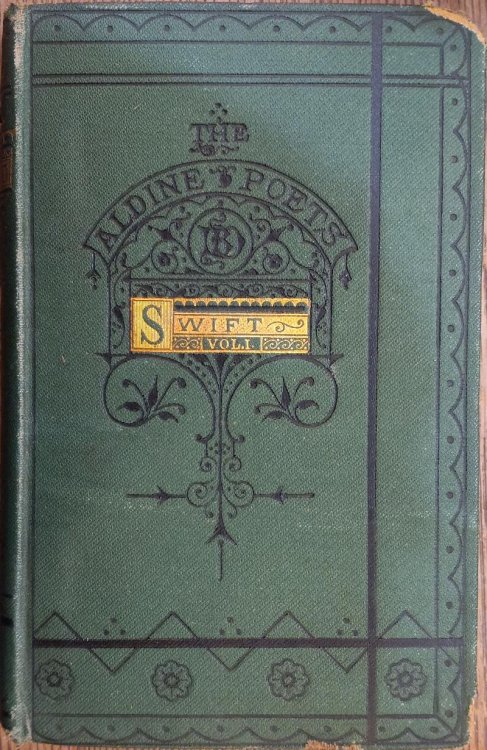 THE
ALDINE POETS
SWIFT
VOL. I.